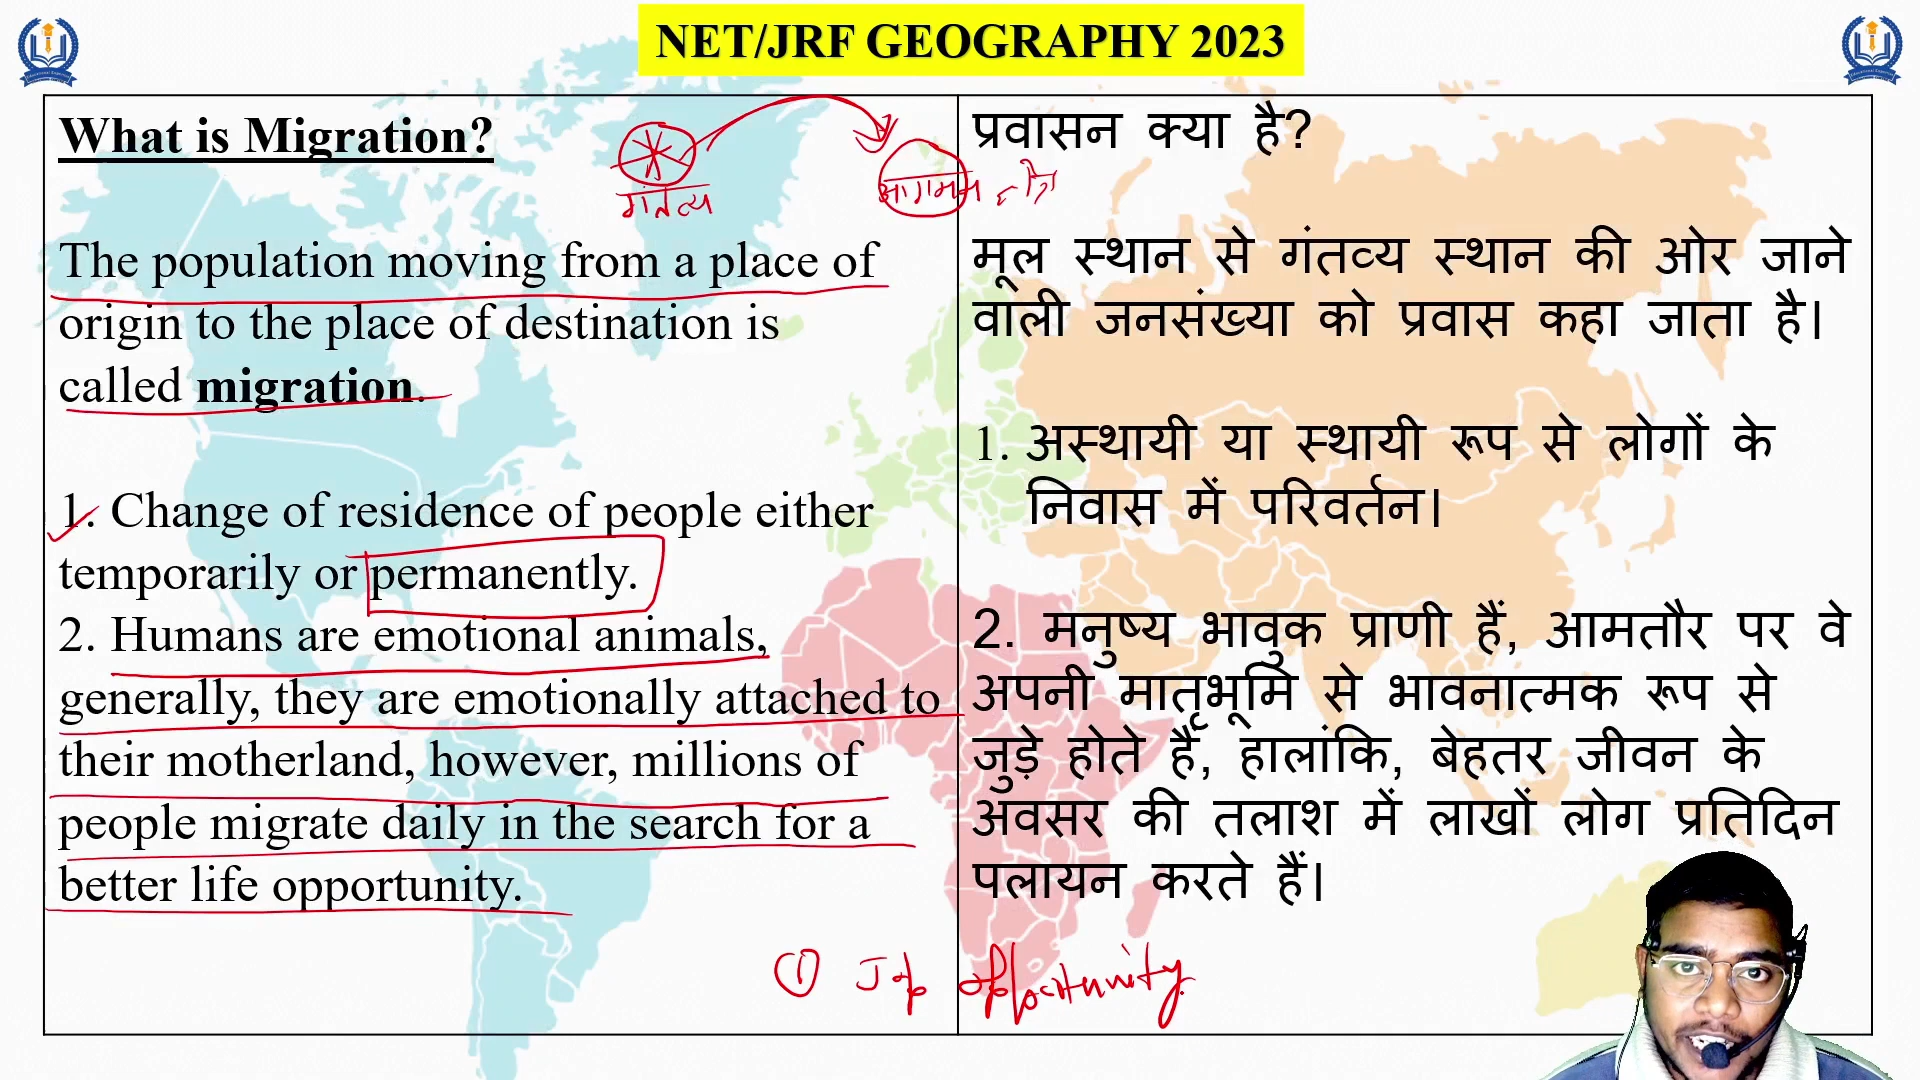 NET/JRF GEOGRAPHY 2023
What is Migration?
गंतव्य
आगमन
The population moving from a place of
origin to the place of destination is
called migration.
1. Change of residence of people either
temporarily or permanently.
2. Humans are emotional animals,
generally, they are emotionally attached to
their motherland, however, millions of
people migrate daily in the search for a
better life opportunity.
प्रवासन क्या है?
मूल स्थान से गंतव्य स्थान की ओर जाने
वाली जनसंख्या को प्रवास कहा जाता है।
1. अस्थायी या स्थायी रूप से लोगों के
निवास में परिवर्तन।
2. मनुष्य भावुक प्राणी हैं, आमतौर पर वे
अपनी मातृभूमि से भावनात्मक रूप से
जुड़े होते हैं, हालांकि, बेहतर जीवन के
अवसर की तलाश में लाखों लोग प्रतिदिन
पलायन करते हैं।
① Job opportunity